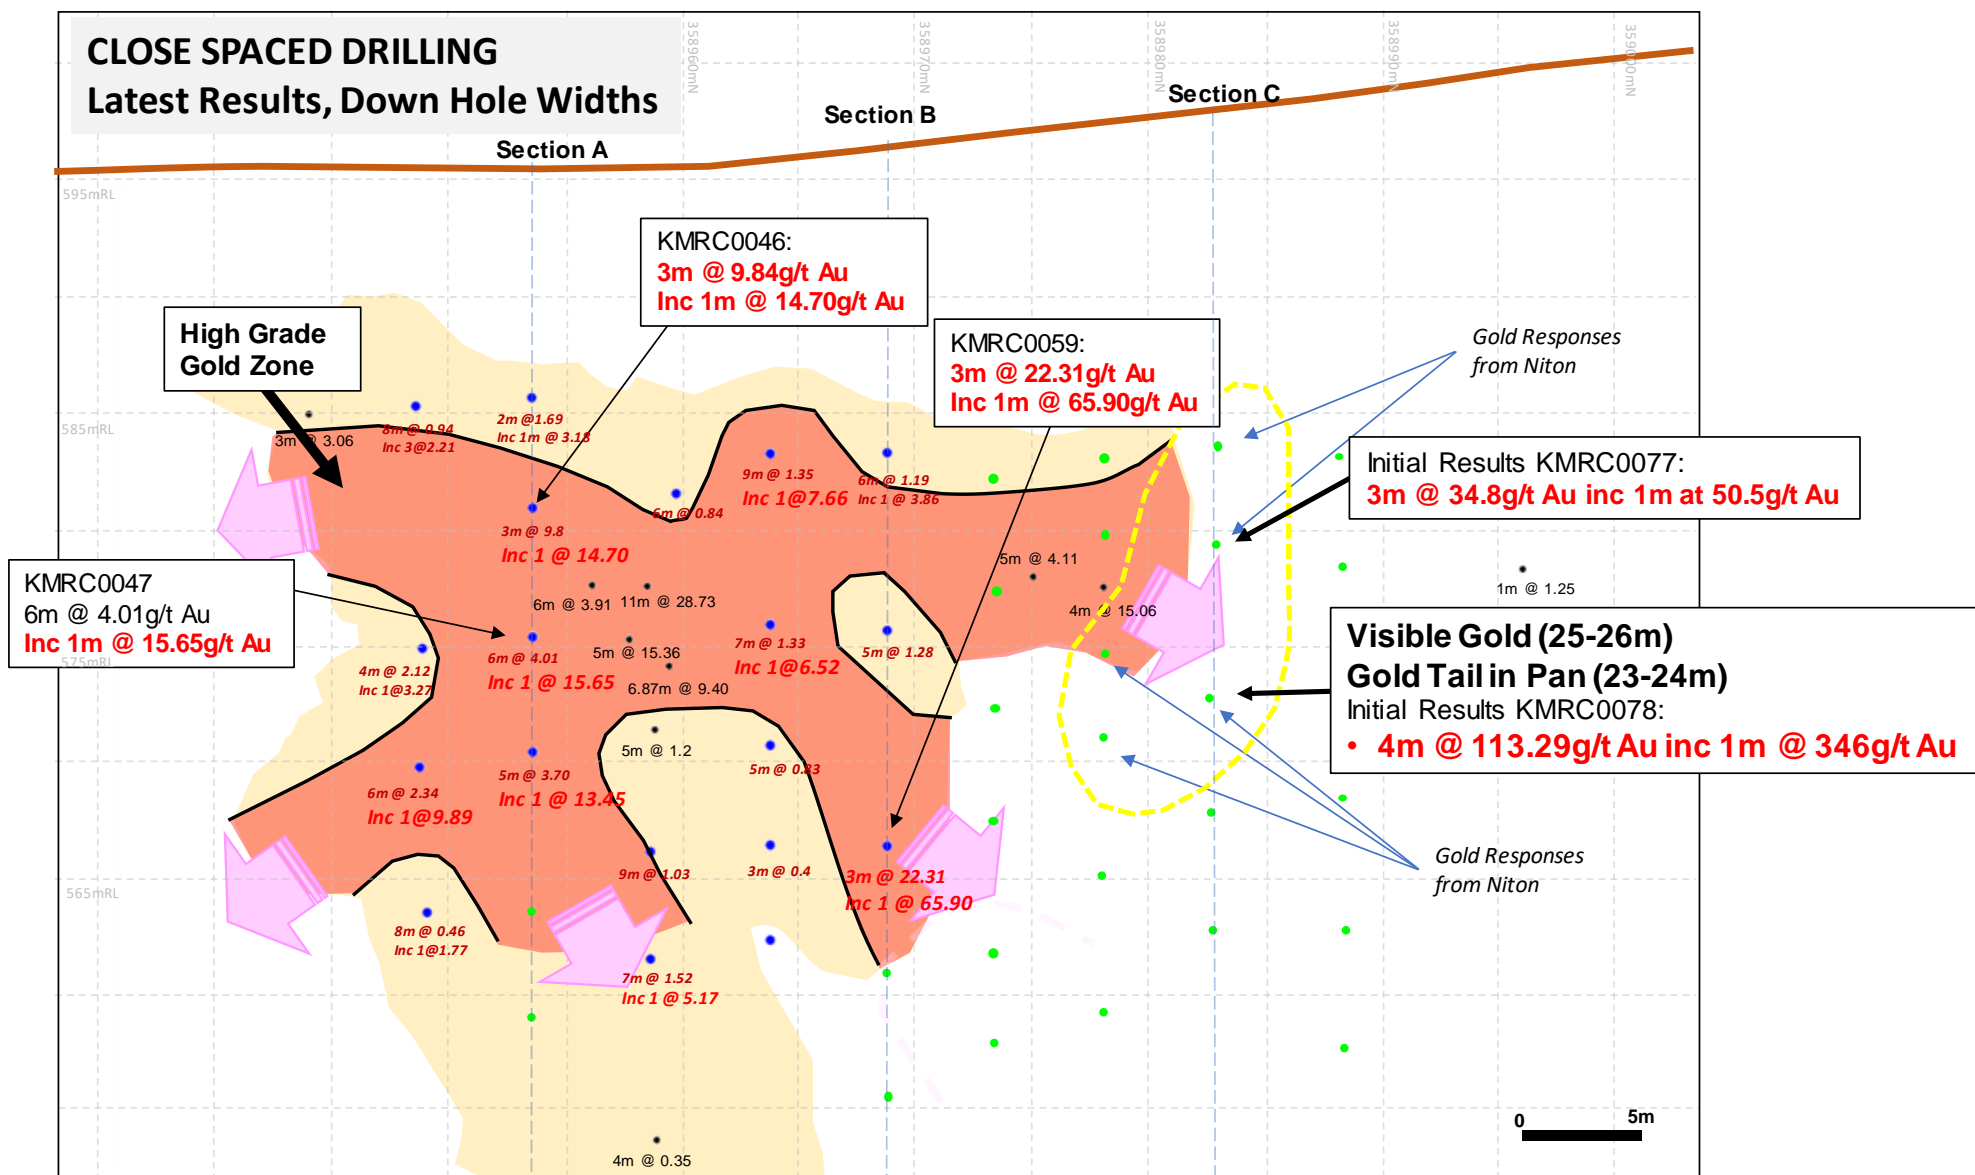 CLOSE SPACED DRILLING
Latest Results, Down Hole Widths
358960mN
358970mN
358980mN
358990mN
359000mN
Section A
Section B
Section C
595mRL
KMRC0046:
3m @ 9.84g/t Au
Inc 1m @ 14.70g/t Au
High Grade
Gold Zone
KMRC0059:
3m @ 22.31g/t Au
Inc 1m @ 65.90g/t Au
Gold Responses
from Niton
585mRL
3m @ 3.06
8m @ 0.94
Inc 3@2.21
2m @1.69
Inc 1m @ 3.18
9m @ 1.35
Inc 1@7.66
6m @ 1.19
Inc 1 @ 3.86
6m @ 0.84
Initial Results KMRC0077:
3m @ 34.8g/t Au inc 1m at 50.5g/t Au
3m @ 9.8
Inc 1 @ 14.70
5m @ 4.11
1m @ 1.25
KMRC0047
6m @ 4.01g/t Au
Inc 1m @ 15.65g/t Au
6m @ 3.91
11m @ 28.73
4m @ 15.06
575mRL
4m @ 2.12
Inc 1@3.27
6m @ 4.01
Inc 1 @ 15.65
5m @ 15.36
6.87m @ 9.40
7m @ 1.33
Inc 1@6.52
5m @ 1.28
Visible Gold (25-26m)
Gold Tail in Pan (23-24m)
Initial Results KMRC0078:
• 4m @ 113.29g/t Au inc 1m @ 346g/t Au
5m @ 1.2
5m @ 0.83
6m @ 2.34
Inc 1@9.89
5m @ 3.70
Inc 1 @ 13.45
565mRL
9m @ 1.03
3m @ 0.4
3m @ 22.31
Inc 1 @ 65.90
Gold Responses
from Niton
8m @ 0.46
Inc 1@1.77
7m @ 1.52
Inc 1 @ 5.17
4m @ 0.35
0 5m